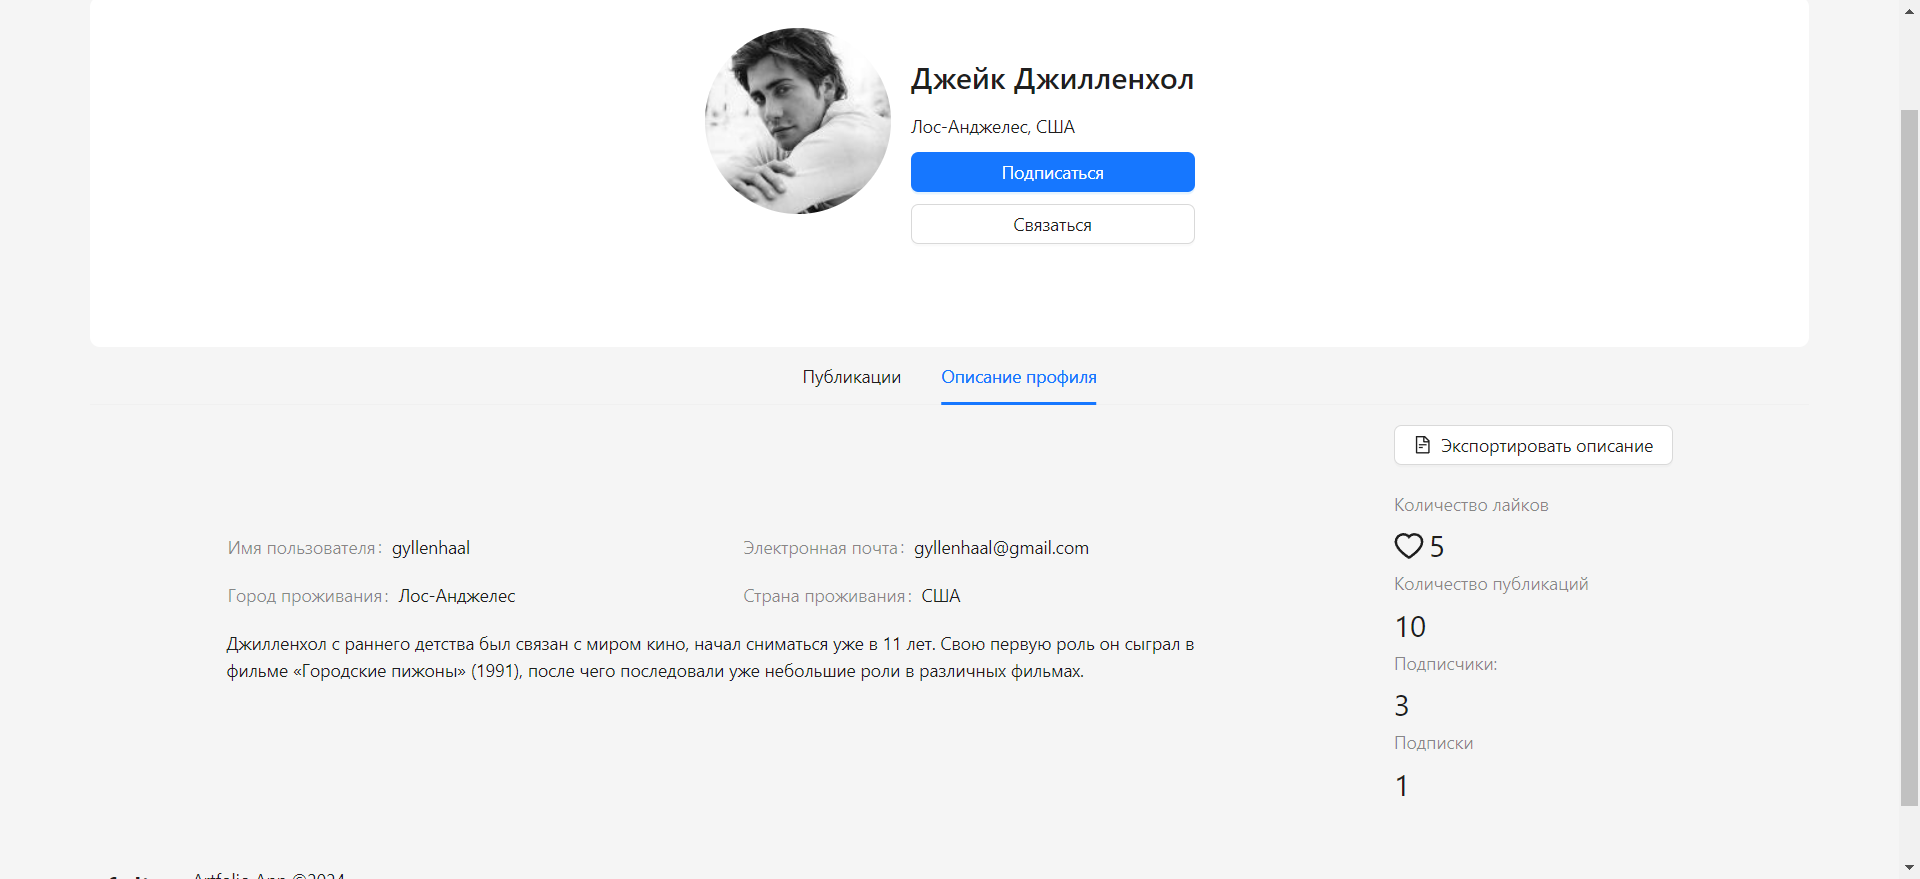 Джейк Джилленхол
Лос-Анджелес, США
Подписаться
Связаться
Публикации
Описание профиля
Экспортировать описание
Количество лайков
5
Количество публикаций
10
Подписчики:
3
Подписки
1
Имя пользователя: gyllenhaal
Электронная почта: gyllenhaal@gmail.com
Город проживания: Лос-Анджелес
Страна проживания: США
Джилленхол с раннего детства был связан с миром кино, начал сниматься уже в 11 лет. Свою первую роль он сыграл в
фильме «Городские пижоны» (1991), после чего последовали уже небольшие роли в различных фильмах.
Artfolio App ©2024